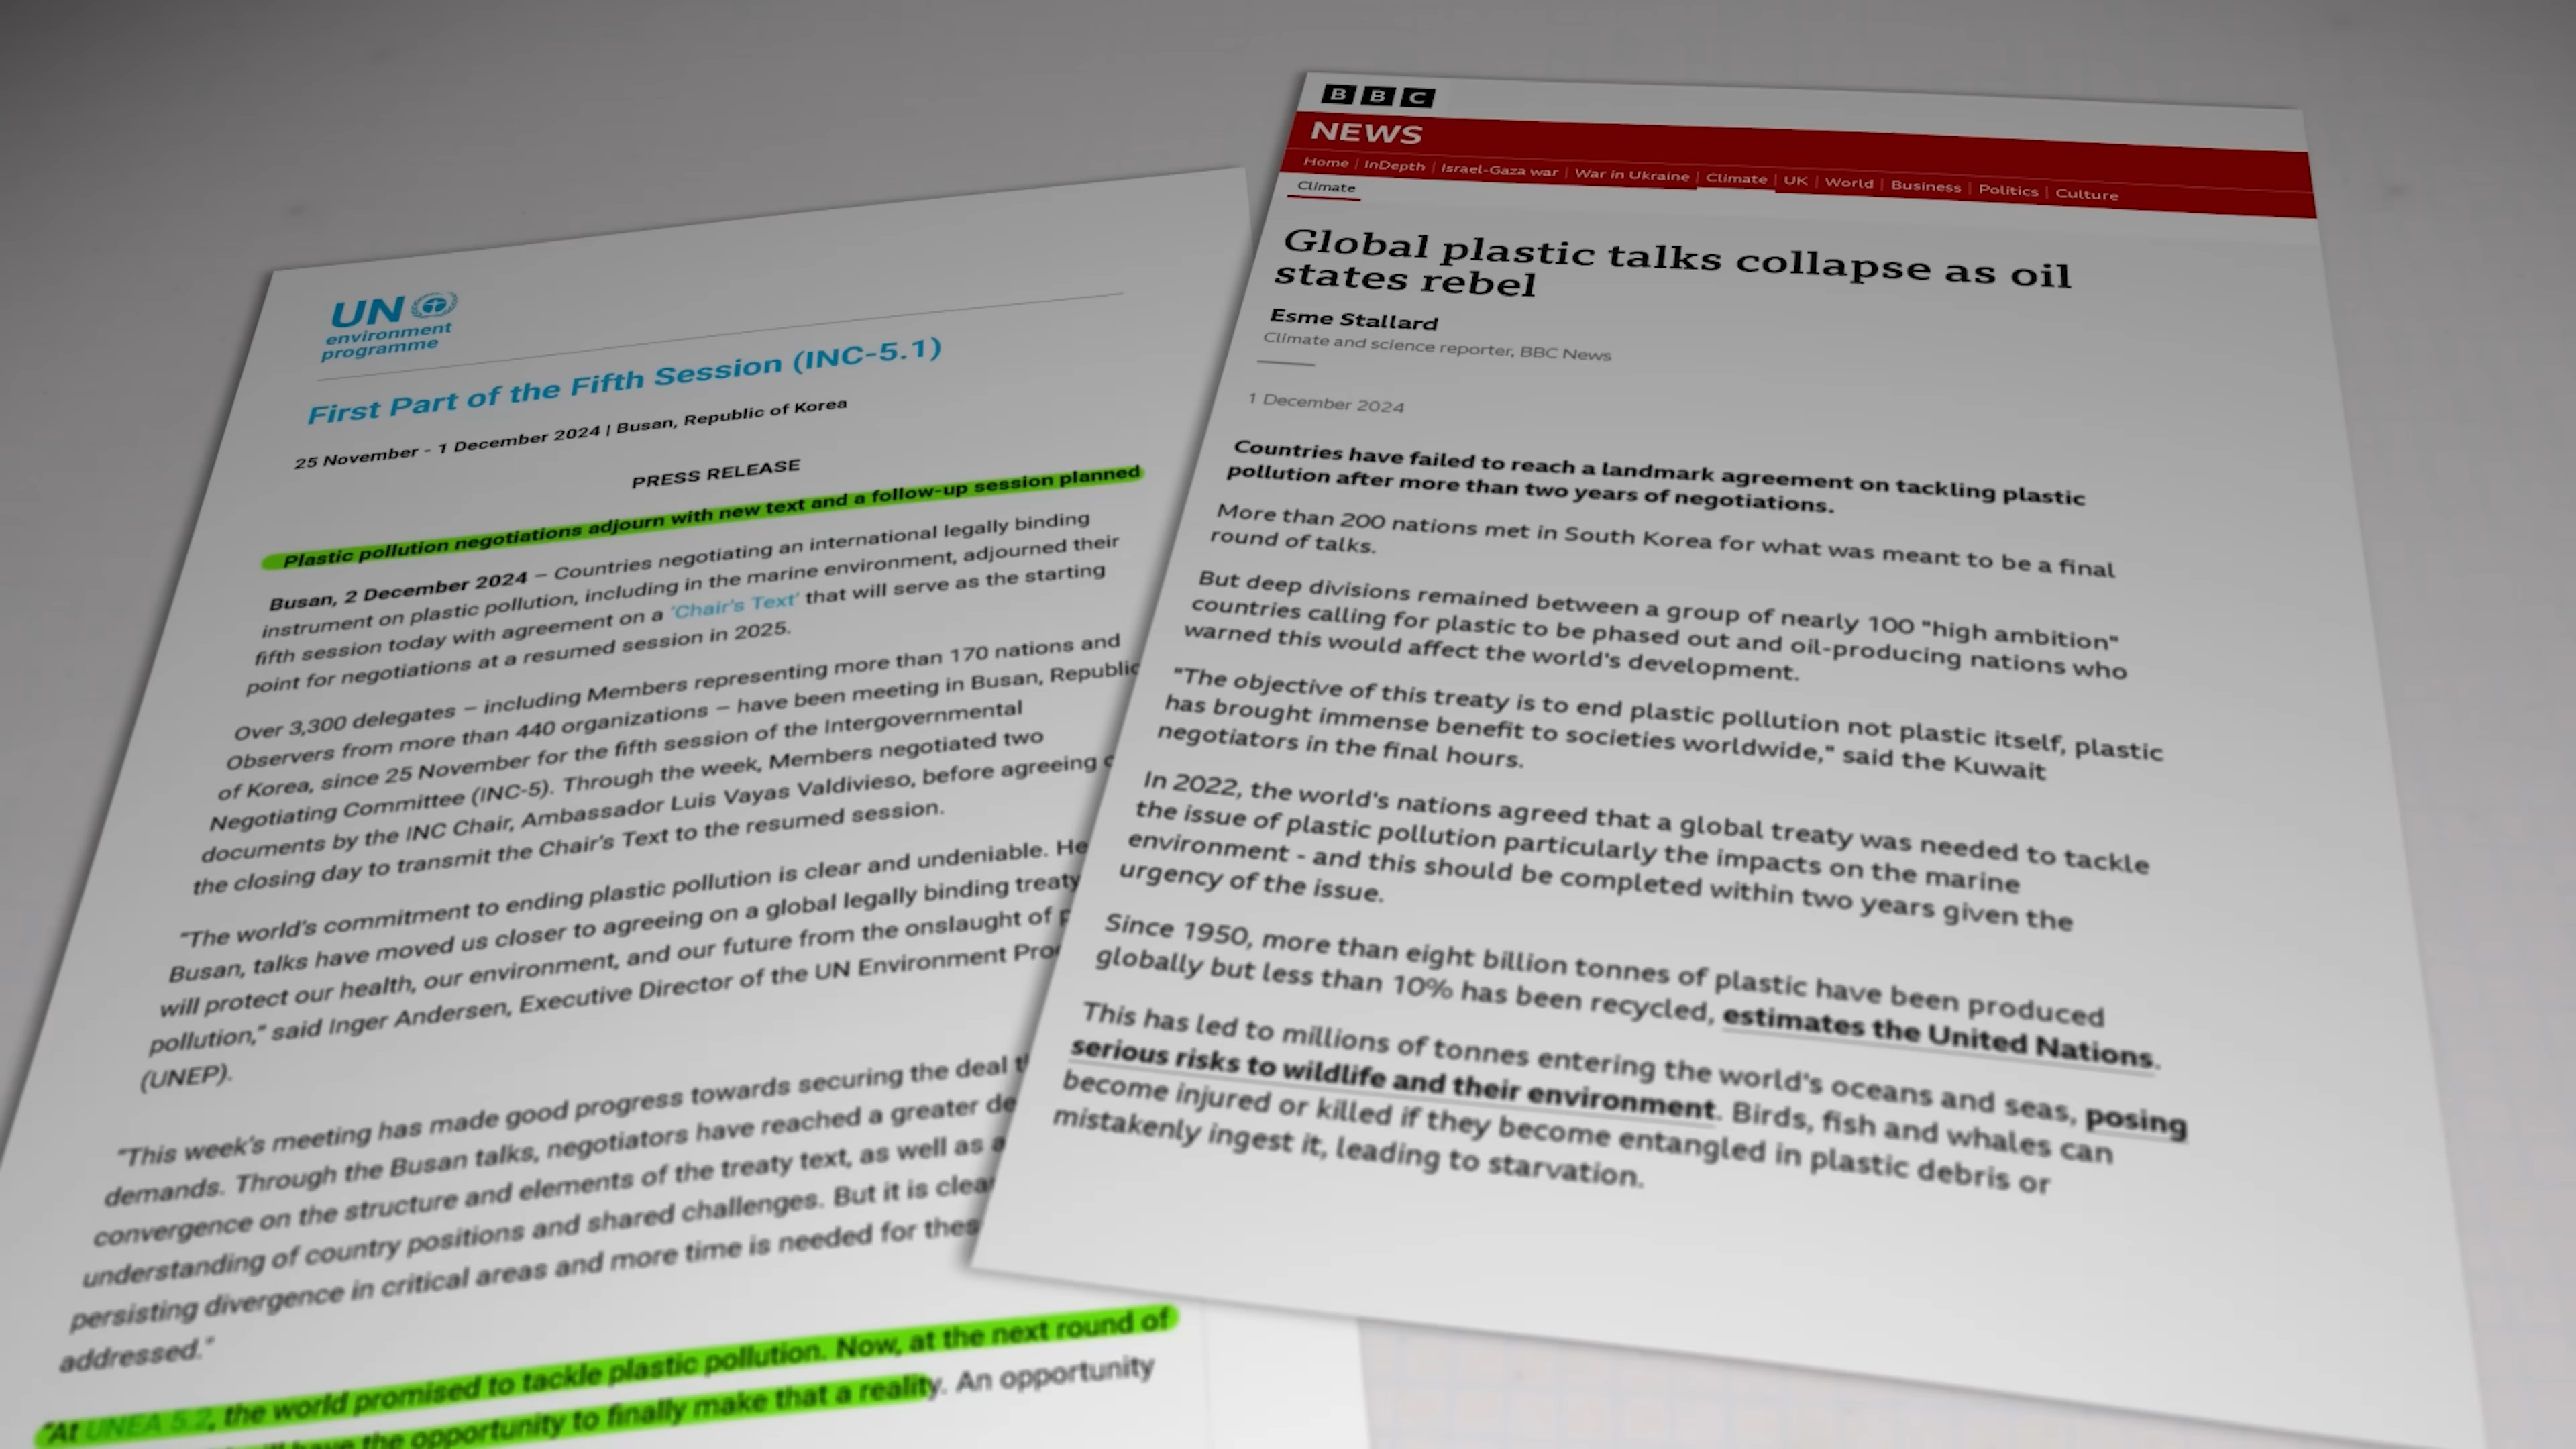 UN
environment
programme
First Part of the Fifth Session (INC-5.1)
25 November - 1 December 2024 | Busan, Republic of Korea
PRESS RELEASE
Plastic pollution negotiations adjourn with new text and a follow-up session planned
Busan, 2 December 2024 – Countries negotiating an international legally binding
instrument on plastic pollution, including in the marine environment, adjourned their
fifth session today with agreement on a 'Chair's Text' that will serve as the starting
point for negotiations at a resumed session in 2025.
Over 3,300 delegates – including Members representing more than 170 nations and
Observers from more than 440 organizations – have been meeting in Busan, Republic
of Korea, since 25 November for the fifth session of the Intergovernmental
Negotiating Committee (INC-5). Through the week, Members negotiated two
documents by the INC Chair, Ambassador Luis Vayas Valdivieso, before agreeing
the closing day to transmit the Chair's Text to the resumed session.
"The world's commitment to ending plastic pollution is clear and undeniable. He
Busan, talks have moved us closer to agreeing on a global legally binding treaty
will protect our health, our environment, and our future from the onslaught of
pollution," said Inger Andersen, Executive Director of the UN Environment Pro
(UNEP).
"This week's meeting has made good progress towards securing the deal
demands. Through the Busan talks, negotiators have reached a greater de
convergence on the structure and elements of the treaty text, as well as a
understanding of country positions and shared challenges. But it is clea
persisting divergence in critical areas and more time is needed for thes
addressed."
"At UNEA 5.2, the world promised to tackle plastic pollution. Now, at the next round of
have the opportunity to finally make that a reality. An opportunity
BBC
NEWS
Home | InDepth | Israel-Gaza war | War in Ukraine | Climate | UK | World | Business | Politics | Culture
Climate
Global plastic talks collapse as oil
states rebel
Esme Stallard
Climate and science reporter, BBC News
1 December 2024
Countries have failed to reach a landmark agreement on tackling plastic
pollution after more than two years of negotiations.
More than 200 nations met in South Korea for what was meant to be a final
round of talks.
But deep divisions remained between a group of nearly 100 "high ambition"
countries calling for plastic to be phased out and oil-producing nations who
warned this would affect the world's development.
"The objective of this treaty is to end plastic pollution not plastic itself, plastic
has brought immense benefit to societies worldwide," said the Kuwait
negotiators in the final hours.
In 2022, the world's nations agreed that a global treaty was needed to tackle
the issue of plastic pollution particularly the impacts on the marine
environment - and this should be completed within two years given the
urgency of the issue.
Since 1950, more than eight billion tonnes of plastic have been produced
globally but less than 10% has been recycled, estimates the United Nations.
This has led to millions of tonnes entering the world's oceans and seas, posing
serious risks to wildlife and their environment. Birds, fish and whales can
become injured or killed if they become entangled in plastic debris or
mistakenly ingest it, leading to starvation.